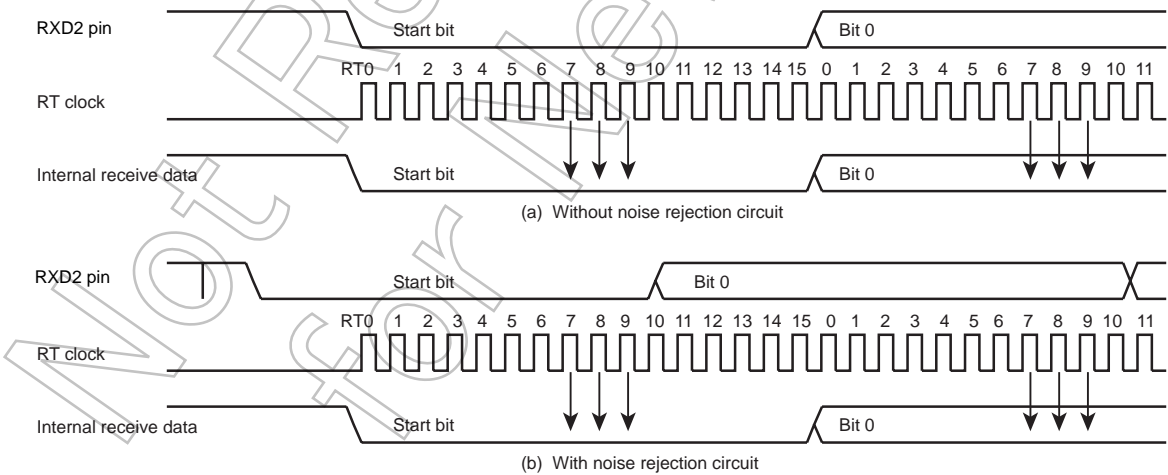 RXD2 pin Start bit Bit 0
RT0 1 2 3 4 5 6 7 8 9 10 11 12 13 14 15 0 1 2 3 4 5 6 7 8 9 10 11
RT clock
Internal receive data Start bit Bit 0
(a) Without noise rejection circuit
RXD2 pin Start bit Bit 0
RT0 1 2 3 4 5 6 7 8 9 10 11 12 13 14 15 0 1 2 3 4 5 6 7 8 9 10 11
RT clock
Internal receive data Start bit Bit 0
(b) With noise rejection circuit
Not Re
for Ne